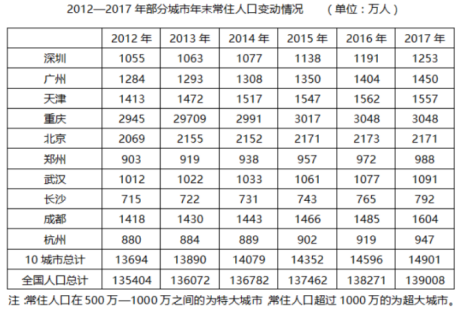 2012—2017 年部分城市年末常住人口变动情况 （单位：万人）
2012 年 2013 年 2014 年 2015 年 2016 年 2017 年
深圳 1055 1063 1077 1138 1191 1253
广州 1284 1293 1308 1350 1404 1450
天津 1413 1472 1517 1547 1562 1557
重庆 2945 29709 2991 3017 3048 3048
北京 2069 2155 2152 2171 2173 2171
郑州 903 919 938 957 972 988
武汉 1012 1022 1033 1061 1077 1091
长沙 715 722 731 743 765 792
成都 1418 1430 1443 1466 1485 1604
杭州 880 884 889 902 919 947
10 城市总计 13694 13890 14079 14352 14596 14901
全国人口总计 135404 136072 136782 137462 138271 139008
注：常住人口在 500 万—1000 万之间的为特大城市，常住人口超过 1000 万的为超大城市。